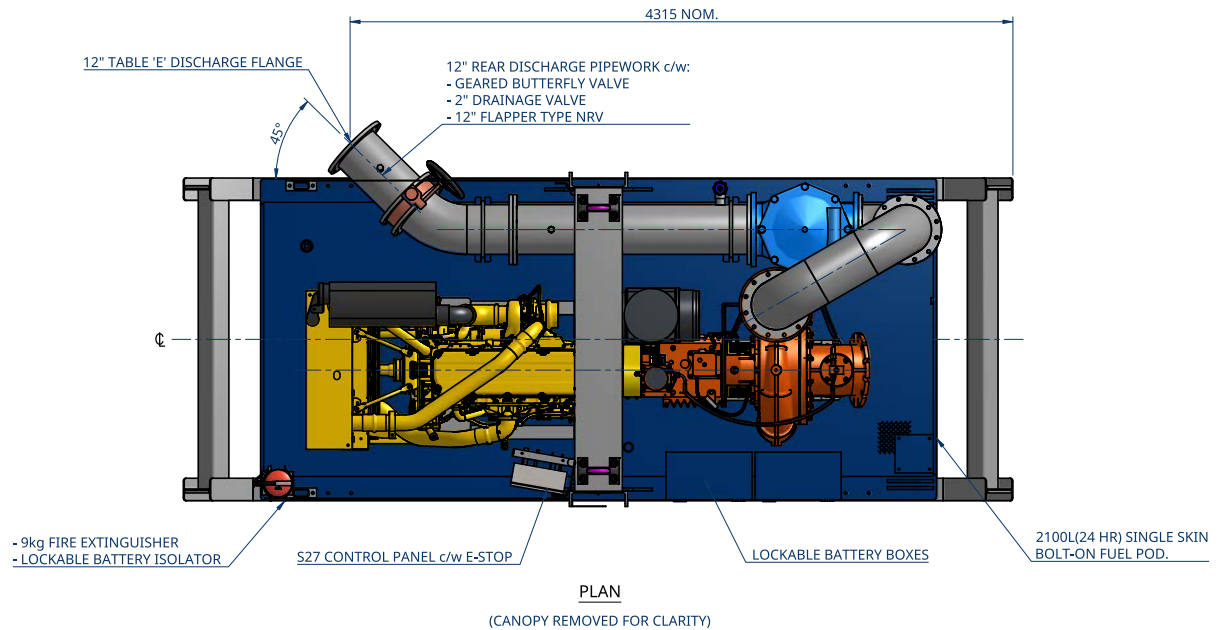 4315 NOM.
12" TABLE 'E' DISCHARGE FLANGE
12" REAR DISCHARGE PIPEWORK c/w:
- GEARED BUTTERFLY VALVE
- 2" DRAINAGE VALVE
- 12" FLAPPER TYPE NRV
45°
℄
- 9kg FIRE EXTINGUISHER
- LOCKABLE BATTERY ISOLATOR
S27 CONTROL PANEL c/w E-STOP
LOCKABLE BATTERY BOXES
2100L(24 HR) SINGLE SKIN
BOLT-ON FUEL POD.
PLAN
(CANOPY REMOVED FOR CLARITY)